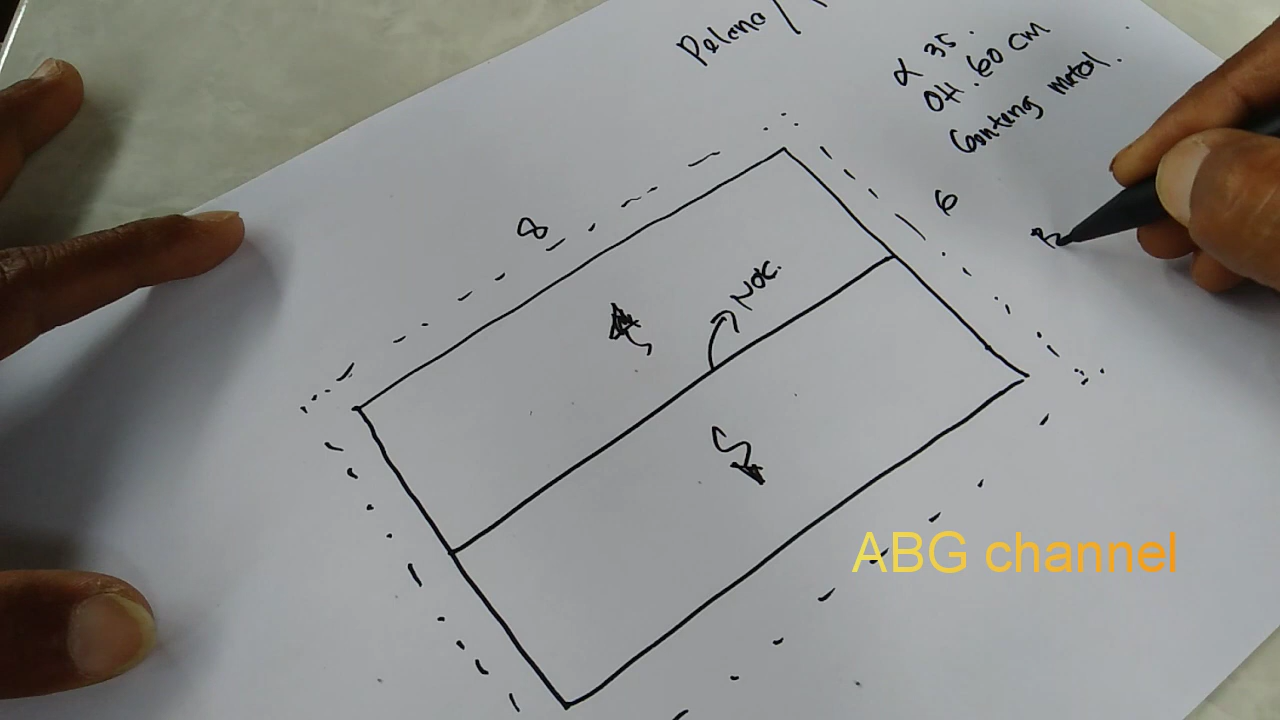 Pelana/
α 35.
OH. 60 cm
Genteng metal.
8
6
Nok.
ABG channel